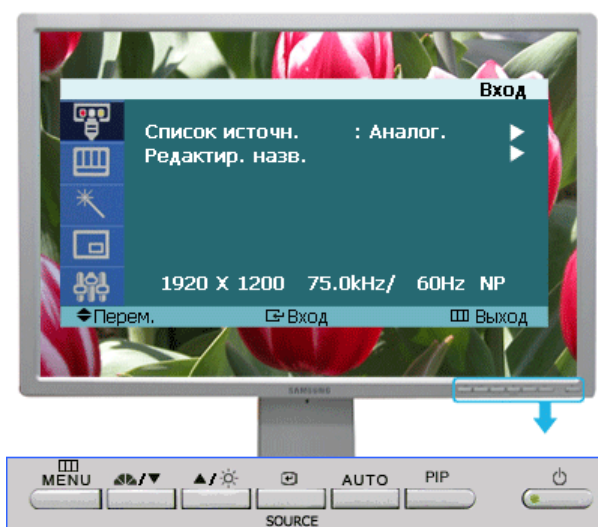 Вход
Список источн. : Аналог.
Редактир. назв.
1920 X 1200 75.0kHz/ 60Hz NP
Перем. Вход Выход
SAMSUNG
MENU AUTO PIP
SOURCE